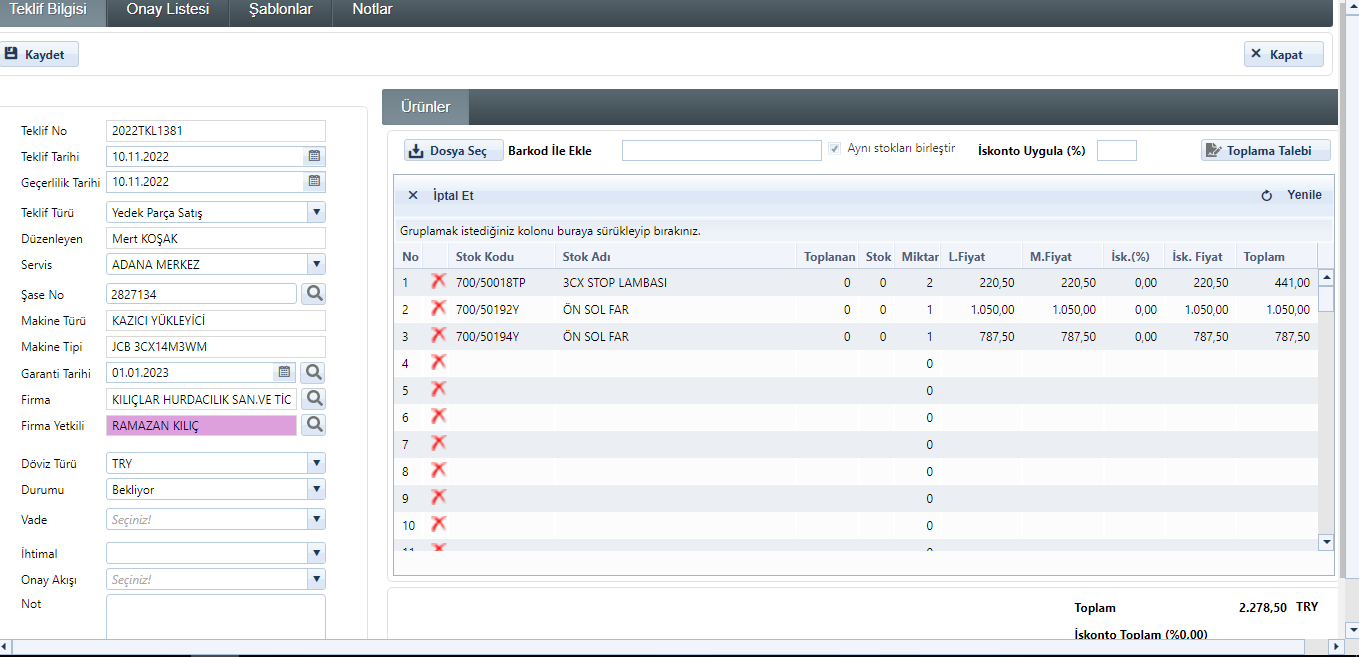 Teklif Bilgisi Onay Listesi Şablonlar Notlar
Kaydet Kapat
Teklif No 2022TKL1381
Teklif Tarihi 10.11.2022
Geçerlilik Tarihi 10.11.2022
Teklif Türü Yedek Parça Satış
Düzenleyen Mert KOŞAK
Servis ADANA MERKEZ
Şase No 2827134
Makine Türü KAZICI YÜKLEYİCİ
Makine Tipi JCB 3CX14M3WM
Garanti Tarihi 01.01.2023
Firma KILIÇLAR HURDACILIK SAN.VE TİC
Firma Yetkili RAMAZAN KILIÇ
Döviz Türü TRY
Durumu Bekliyor
Vade Seçiniz!
İhtimal
Onay Akışı Seçiniz!
Not
Ürünler
Dosya Seç Barkod İle Ekle Aynı stokları birleştir İskonto Uygula (%) Toplama Talebi
İptal Et Yenile
Gruplamak istediğiniz kolonu buraya sürükleyip bırakınız.
No Stok Kodu Stok Adı Toplanan Stok Miktar L.Fiyat M.Fiyat İsk.(%) İsk. Fiyat Toplam
1 700/50018TP 3CX STOP LAMBASI 0 0 2 220,50 220,50 0,00 220,50 441,00
2 700/50192Y ÖN SOL FAR 0 0 1 1.050,00 1.050,00 0,00 1.050,00 1.050,00
3 700/50194Y ÖN SOL FAR 0 0 1 787,50 787,50 0,00 787,50 787,50
4 0
5 0
6 0
7 0
8 0
9 0
10 0
11 0
Toplam 2.278,50 TRY
İskonto Toplam (%0,00)